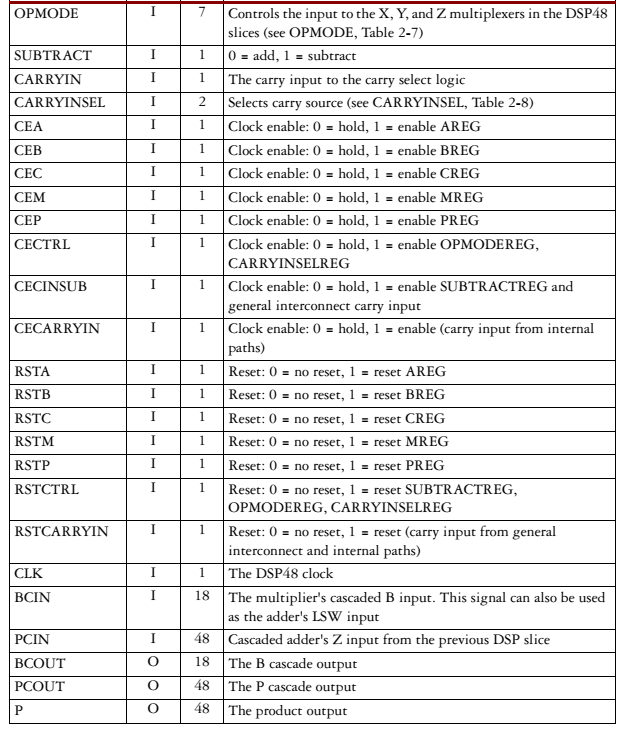 OPMODE I 7 Controls the input to the X, Y, and Z multiplexers in the DSP48
slices (see OPMODE, Table 2-7)
SUBTRACT I 1 0 = add, 1 = subtract
CARRYIN I 1 The carry input to the carry select logic
CARRYINSEL I 2 Selects carry source (see CARRYINSEL, Table 2-8)
CEA I 1 Clock enable: 0 = hold, 1 = enable AREG
CEB I 1 Clock enable: 0 = hold, 1 = enable BREG
CEC I 1 Clock enable: 0 = hold, 1 = enable CREG
CEM I 1 Clock enable: 0 = hold, 1 = enable MREG
CEP I 1 Clock enable: 0 = hold, 1 = enable PREG
CECTRL I 1 Clock enable: 0 = hold, 1 = enable OPMODEREG,
CARRYINSELREG
CECINSUB I 1 Clock enable: 0 = hold, 1 = enable SUBTRACTREG and
general interconnect carry input
CECARRYIN I 1 Clock enable: 0 = hold, 1 = enable (carry input from internal
paths)
RSTA I 1 Reset: 0 = no reset, 1 = reset AREG
RSTB I 1 Reset: 0 = no reset, 1 = reset BREG
RSTC I 1 Reset: 0 = no reset, 1 = reset CREG
RSTM I 1 Reset: 0 = no reset, 1 = reset MREG
RSTP I 1 Reset: 0 = no reset, 1 = reset PREG
RSTCTRL I 1 Reset: 0 = no reset, 1 = reset SUBTRACTREG,
OPMODEREG, CARRYINSELREG
RSTCARRYIN I 1 Reset: 0 = no reset, 1 = reset (carry input from general
interconnect and internal paths)
CLK I 1 The DSP48 clock
BCIN I 18 The multiplier's cascaded B input. This signal can also be used
as the adder's LSW input
PCIN I 48 Cascaded adder's Z input from the previous DSP slice
BCOUT O 18 The B cascade output
PCOUT O 48 The P cascade output
P O 48 The product output